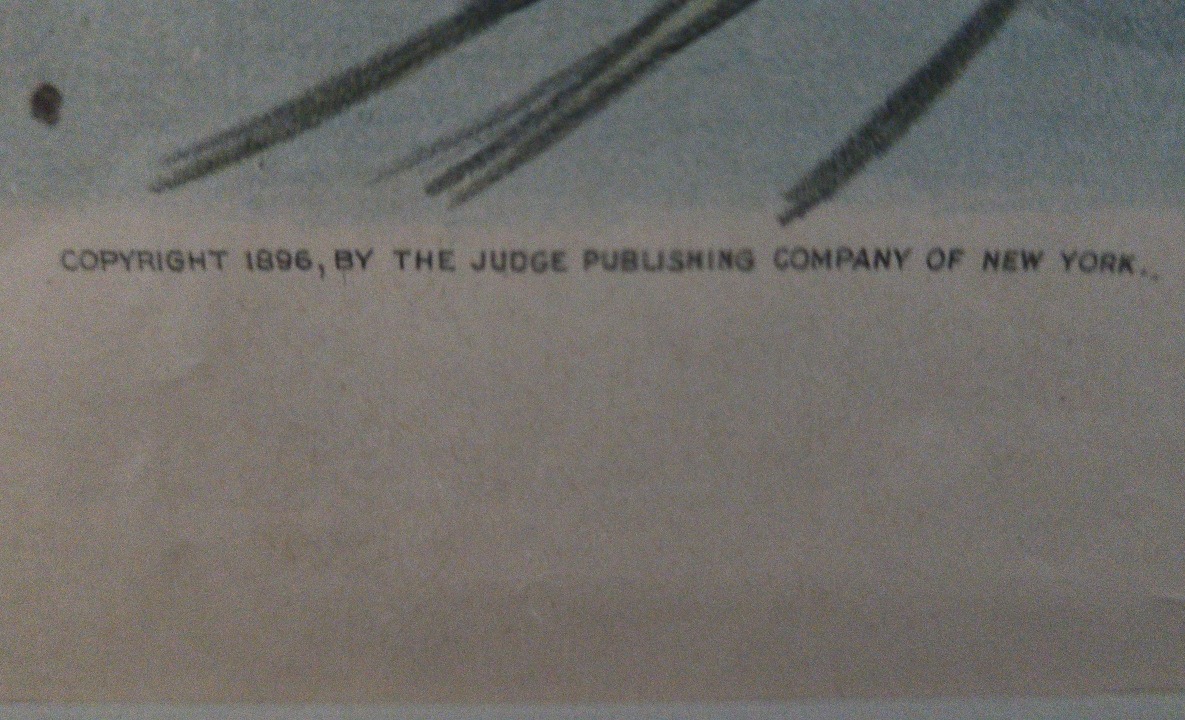 COPYRIGHT 1896, BY THE JUDGE PUBLISHING COMPANY OF NEW YORK.